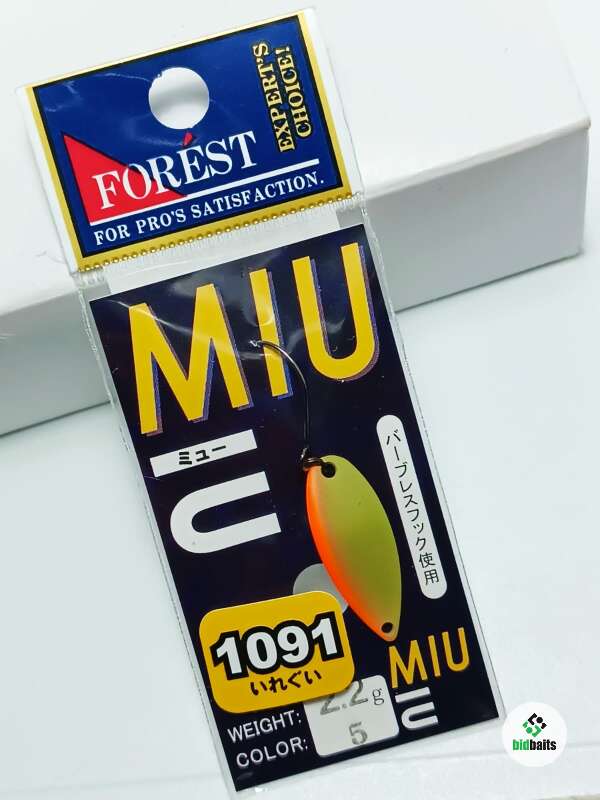 FORÉST
FOR PRO'S SATISFACTION.
EXPERT'S
CHOICE!
MIU
ミュー
バーブレスフック使用
1091
いれぐい
MIU
WEIGHT: 2.2g
COLOR: 5
bidbaits